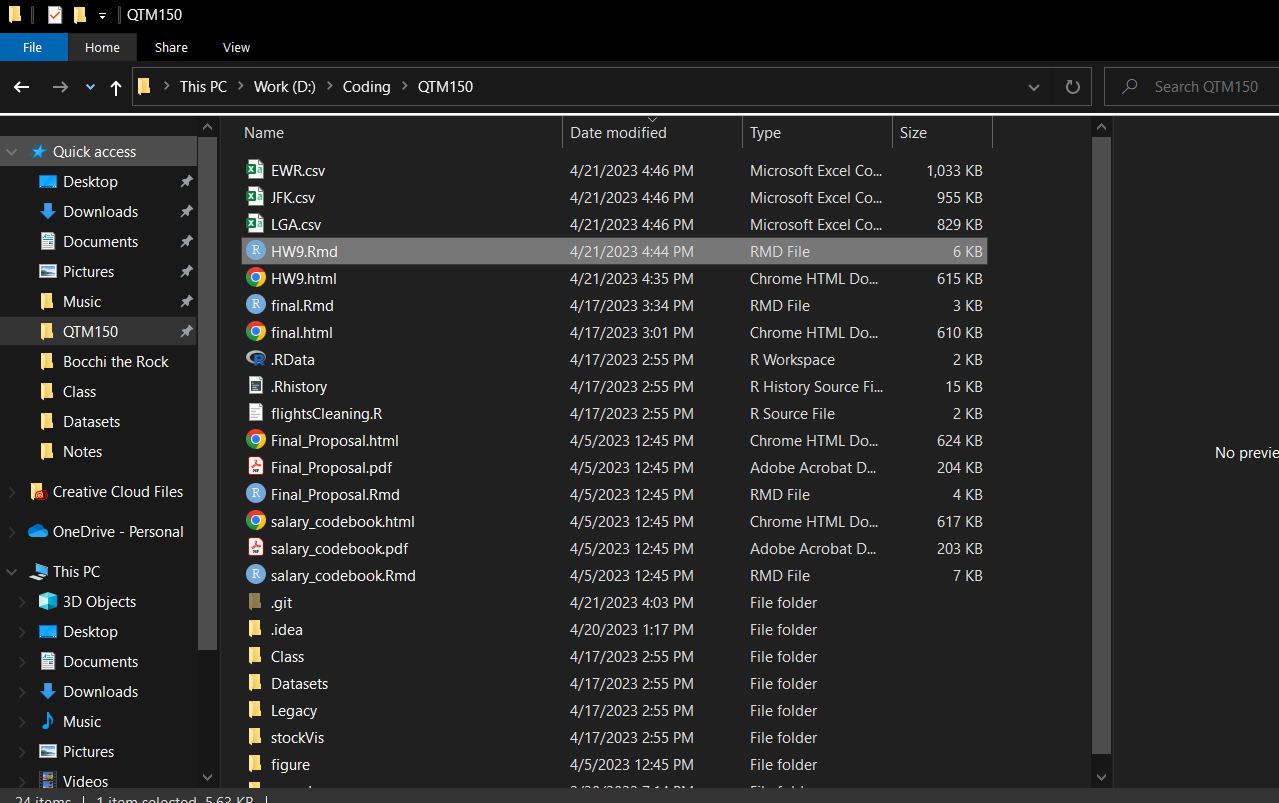 QTM150
File Home Share View
This PC Work (D:) Coding QTM150 Search QTM150
Name Date modified Type Size
Quick access
Desktop
Downloads
Documents
Pictures
Music
QTM150
Bocchi the Rock
Class
Datasets
Notes
Creative Cloud Files
OneDrive - Personal
This PC
3D Objects
Desktop
Documents
Downloads
Music
Pictures
Videos
EWR.csv 4/21/2023 4:46 PM Microsoft Excel Co... 1,033 KB
JFK.csv 4/21/2023 4:46 PM Microsoft Excel Co... 955 KB
LGA.csv 4/21/2023 4:46 PM Microsoft Excel Co... 829 KB
HW9.Rmd 4/21/2023 4:44 PM RMD File 6 KB
HW9.html 4/21/2023 4:35 PM Chrome HTML Do... 615 KB
final.Rmd 4/17/2023 3:34 PM RMD File 3 KB
final.html 4/17/2023 3:01 PM Chrome HTML Do... 610 KB
.RData 4/17/2023 2:55 PM R Workspace 2 KB
.Rhistory 4/17/2023 2:55 PM R History Source Fi... 15 KB
flightsCleaning.R 4/17/2023 2:55 PM R Source File 2 KB
Final_Proposal.html 4/5/2023 12:45 PM Chrome HTML Do... 624 KB
Final_Proposal.pdf 4/5/2023 12:45 PM Adobe Acrobat D... 204 KB
Final_Proposal.Rmd 4/5/2023 12:45 PM RMD File 4 KB
salary_codebook.html 4/5/2023 12:45 PM Chrome HTML Do... 617 KB
salary_codebook.pdf 4/5/2023 12:45 PM Adobe Acrobat D... 203 KB
salary_codebook.Rmd 4/5/2023 12:45 PM RMD File 7 KB
.git 4/21/2023 4:03 PM File folder
.idea 4/20/2023 1:17 PM File folder
Class 4/17/2023 2:55 PM File folder
Datasets 4/17/2023 2:55 PM File folder
Legacy 4/17/2023 2:55 PM File folder
stockVis 4/17/2023 2:55 PM File folder
figure 4/5/2023 12:45 PM File folder
No previe
24 items 1 item selected 5.63 KB